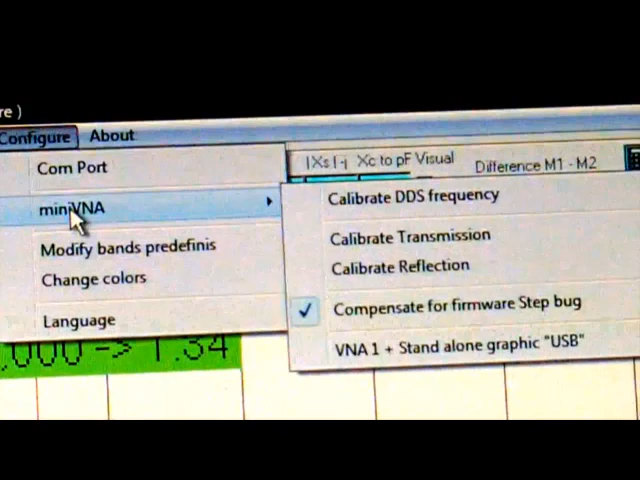 re )
Configure About
Com Port
miniVNA
Modify bands predefinis
Change colors
Language
|Xs|-j Xc to pF Visual
Difference M1 - M2
Calibrate DDS frequency
Calibrate Transmission
Calibrate Reflection
Compensate for firmware Step bug
VNA 1 + Stand alone graphic "USB"
,000 -> 1.34